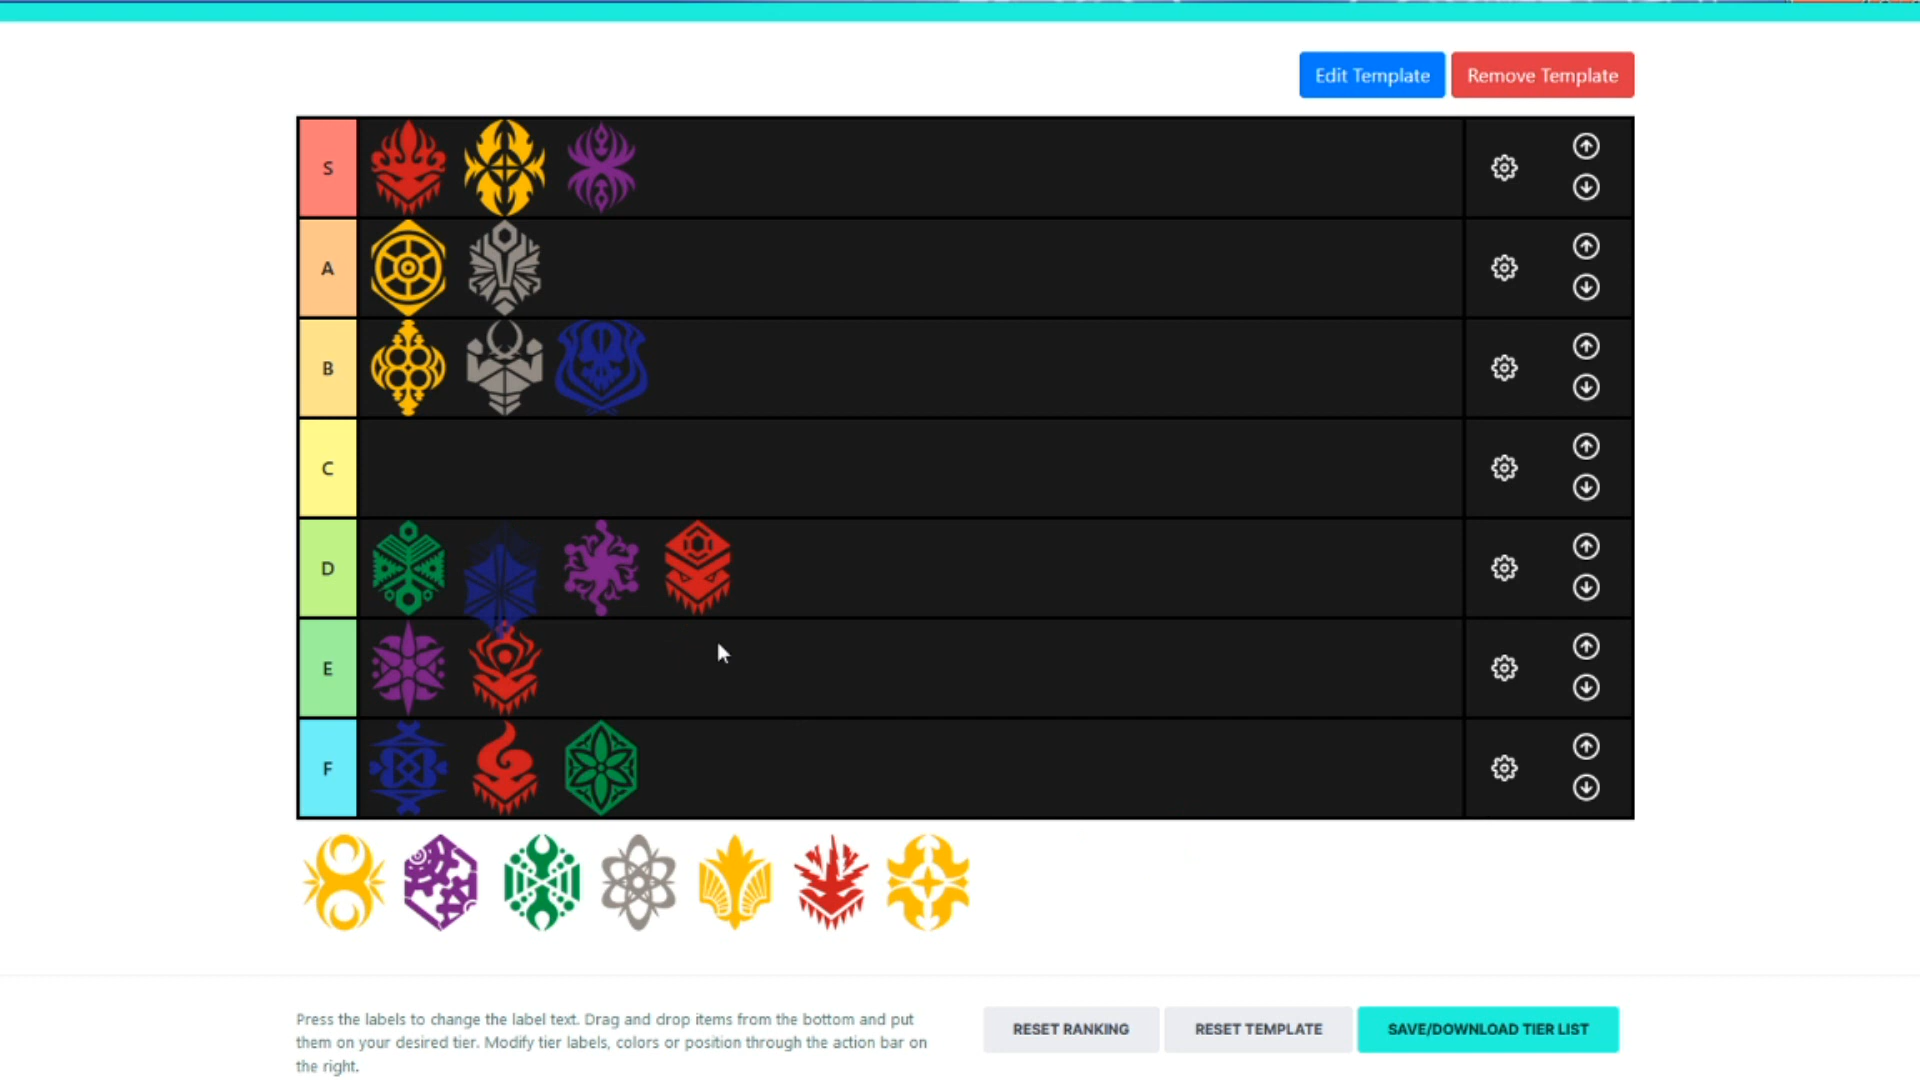 Edit Template Remove Template
S
A
B
C
D
E
F
Press the labels to change the label text. Drag and drop items from the bottom and put
them on your desired tier. Modify tier labels, colors or position through the action bar on
the right.
RESET RANKING RESET TEMPLATE SAVE/DOWNLOAD TIER LIST